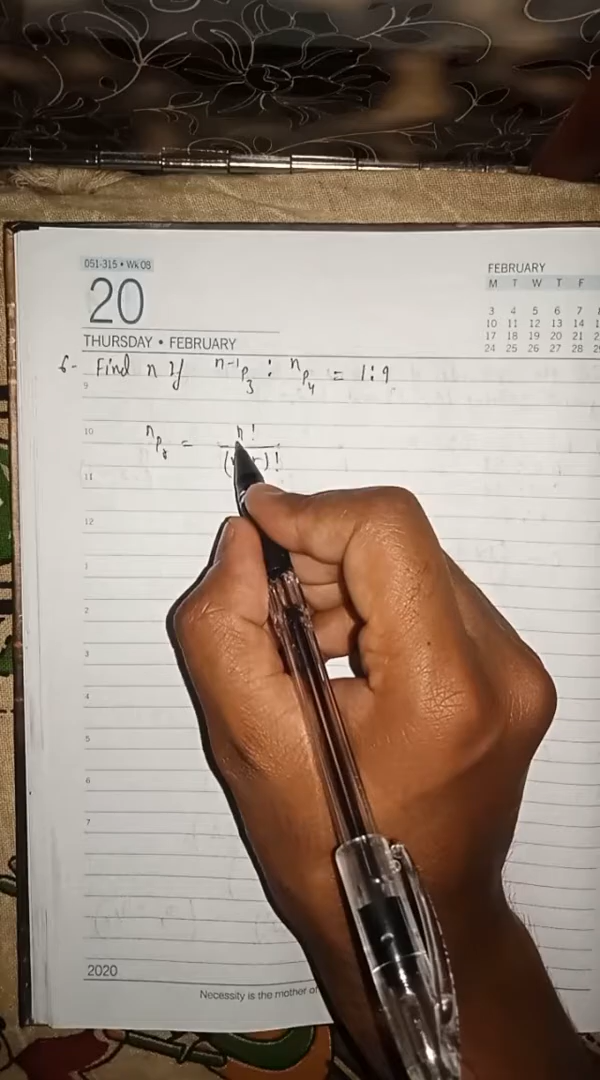 051-315 • Wk 08
20
THURSDAY • FEBRUARY
FEBRUARY
M T W T F
3 4 5 6 7
10 11 12 13 14
17 18 19 20 21
24 25 26 27 28
6- Find n if n-1P3 : nP4 = 1:9
nPr = n!
( r)!
9
10
11
12
1
2
3
4
5
6
7
2020
Necessity is the mother of